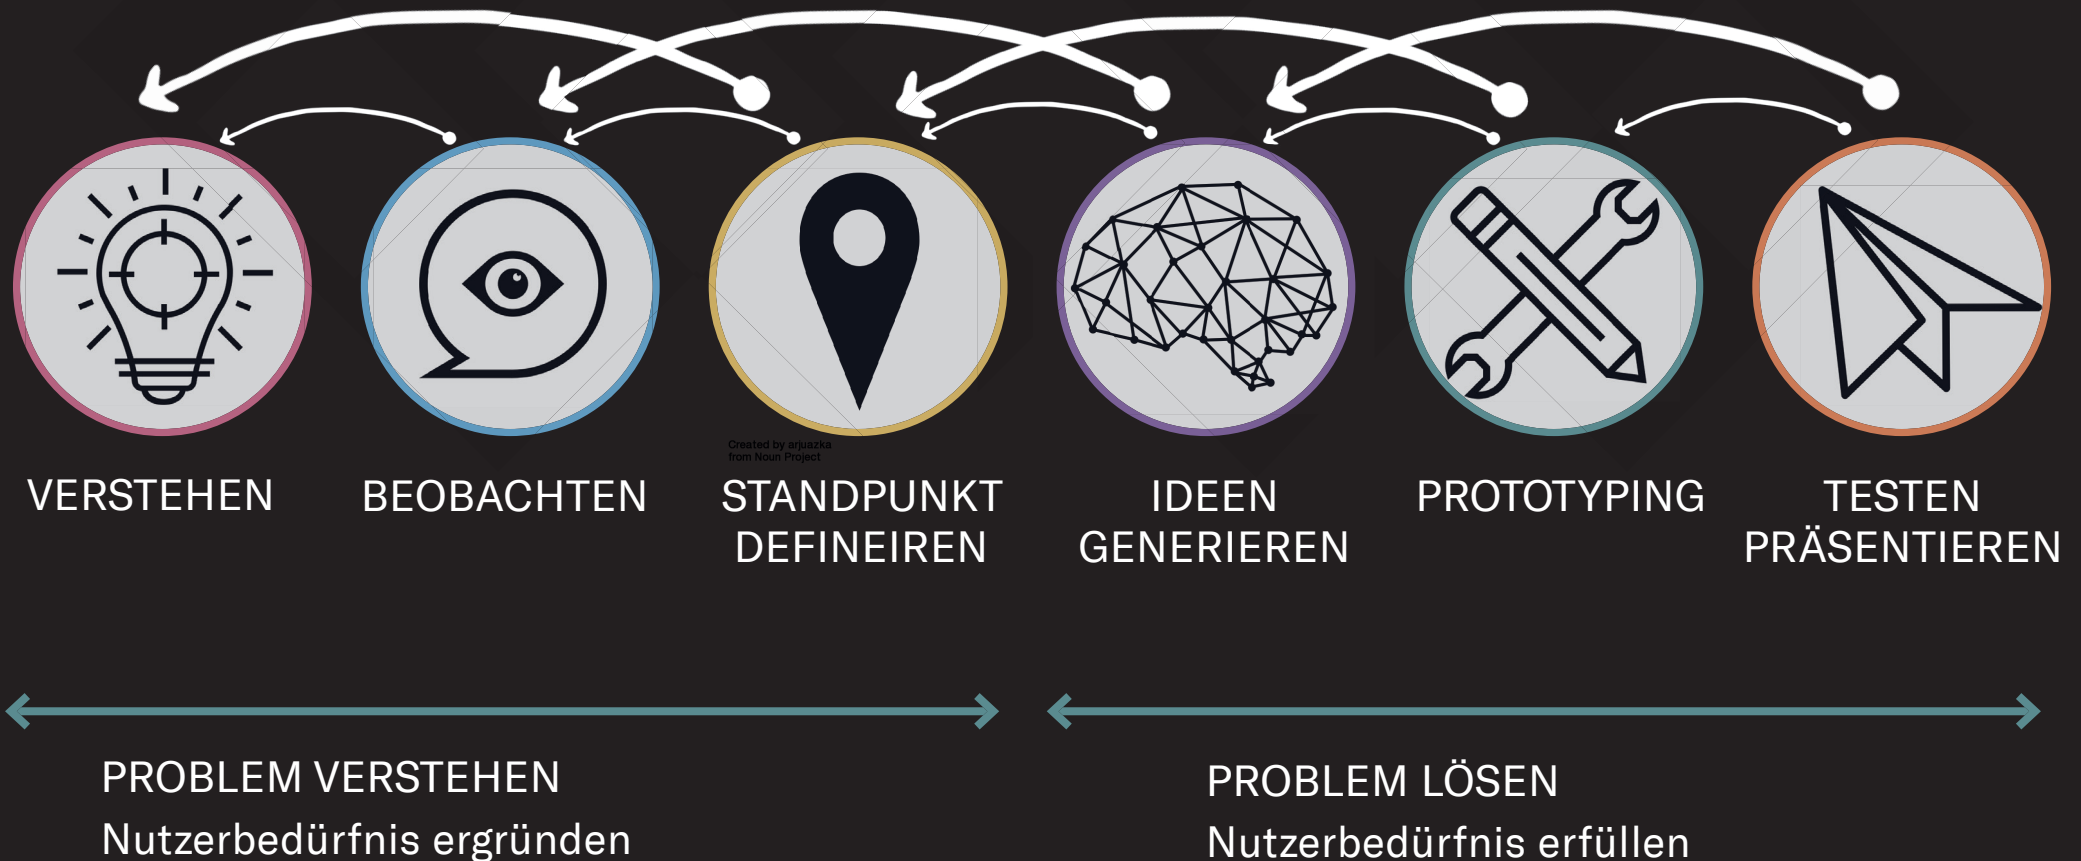 Created by arjuazka
from Noun Project
VERSTEHEN
BEOBACHTEN
STANDPUNKT
DEFINEIREN
IDEEN
GENERIEREN
PROTOTYPING
TESTEN
PRÄSENTIEREN
PROBLEM VERSTEHEN
Nutzerbedürfnis ergründen
PROBLEM LÖSEN
Nutzerbedürfnis erfüllen